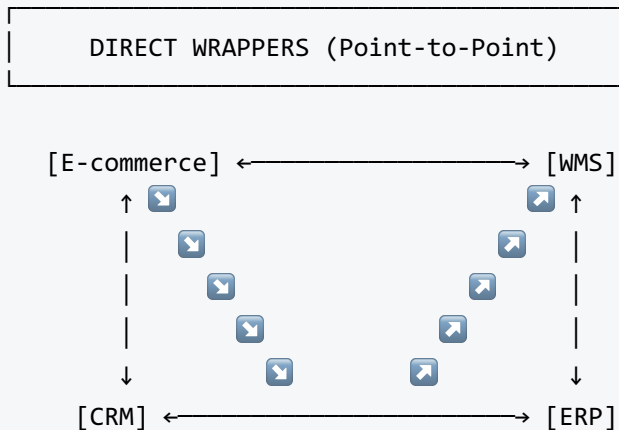 DIRECT WRAPPERS (Point-to-Point)
[E-commerce] ←→ [WMS]
[CRM] ←→ [ERP]